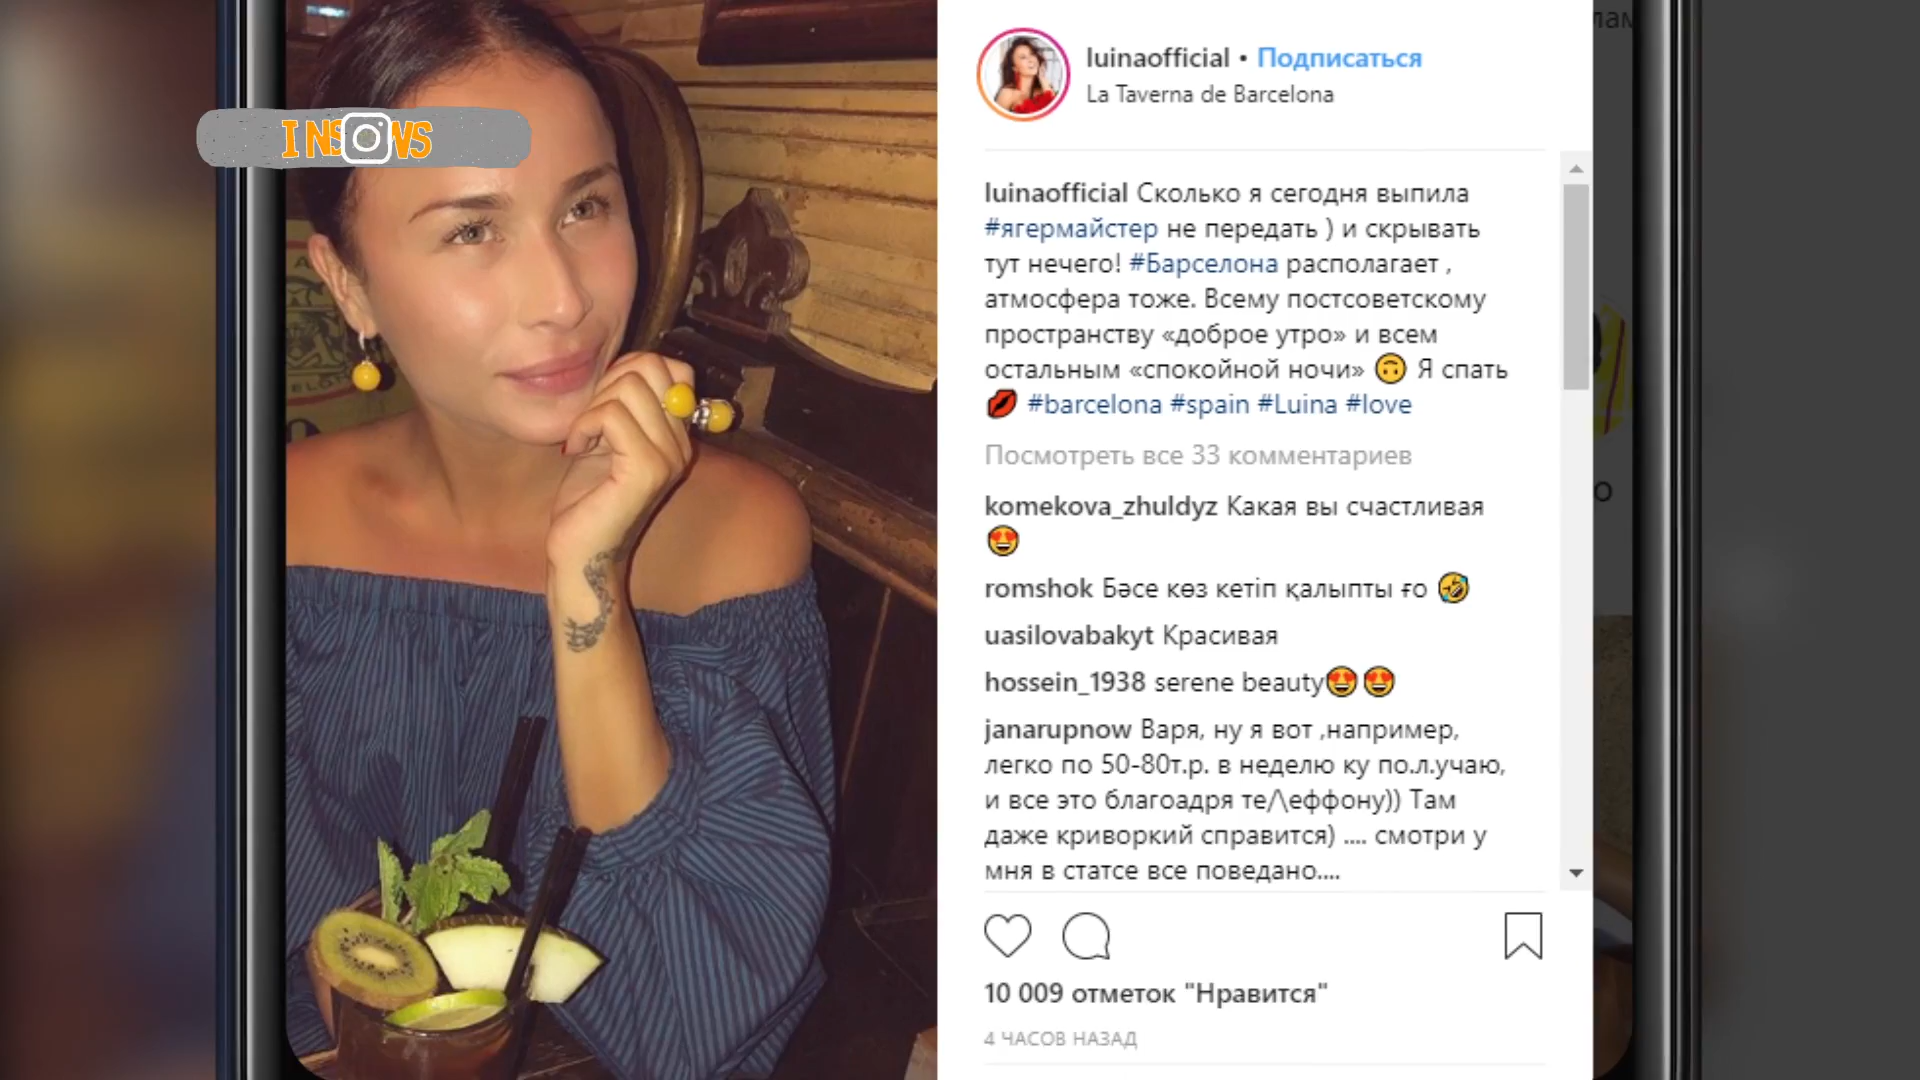 INS WS
luinaofficial • Подписаться
La Taverna de Barcelona
luinaofficial Сколько я сегодня выпила
#ягермайстер не передать ) и скрывать
тут нечего! #Барселона располагает ,
атмосфера тоже. Всему постсоветскому
пространству «доброе утро» и всем
остальным «спокойной ночи» 🙃 Я спать
💋 #barcelona #spain #Luina #love
Посмотреть все 33 комментариев
komekova_zhuldyz Какая вы счастливая
😍
romshok Бәсе көз кетіп қалыпты ғо 🤣
uasilovabakyt Красивая
hossein_1938 serene beauty😍😍
janarupnow Варя, ну я вот ,например,
легко по 50-80т.р. в неделю ку по.л.учаю,
и все это благоадря те/\еффону)) Там
даже криворкий справится) .... смотри у
мня в статсе все поведано....
10 009 отметок "Нравится"
4 ЧАСОВ НАЗАД